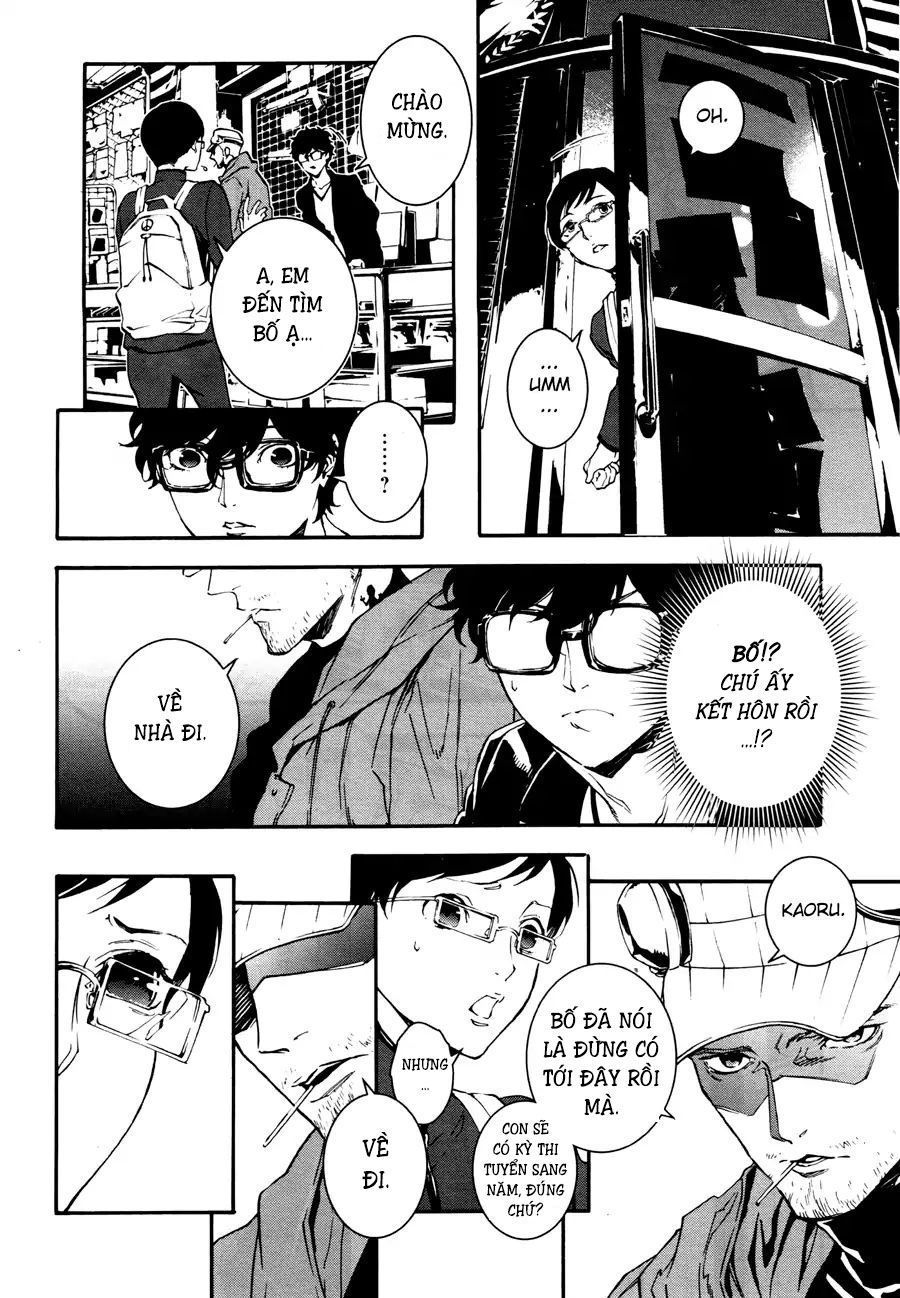 OH.
...
UMM
...
CHÀO
MỪNG.
A, EM
ĐẾN TÌM
BỐ Ạ...
......
?
BỐ!?
CHÚ ẤY
KẾT HÔN RỒI
...!?
VỀ
NHÀ ĐI.
KAORU.
BỐ ĐÃ NÓI
LÀ ĐỪNG CÓ
TỚI ĐÂY RỒI
MÀ.
NHƯNG
...
CON SẼ
CÓ KỲ THI
TUYỂN SANG
NĂM, ĐÚNG
CHỨ?
VỀ
ĐI.